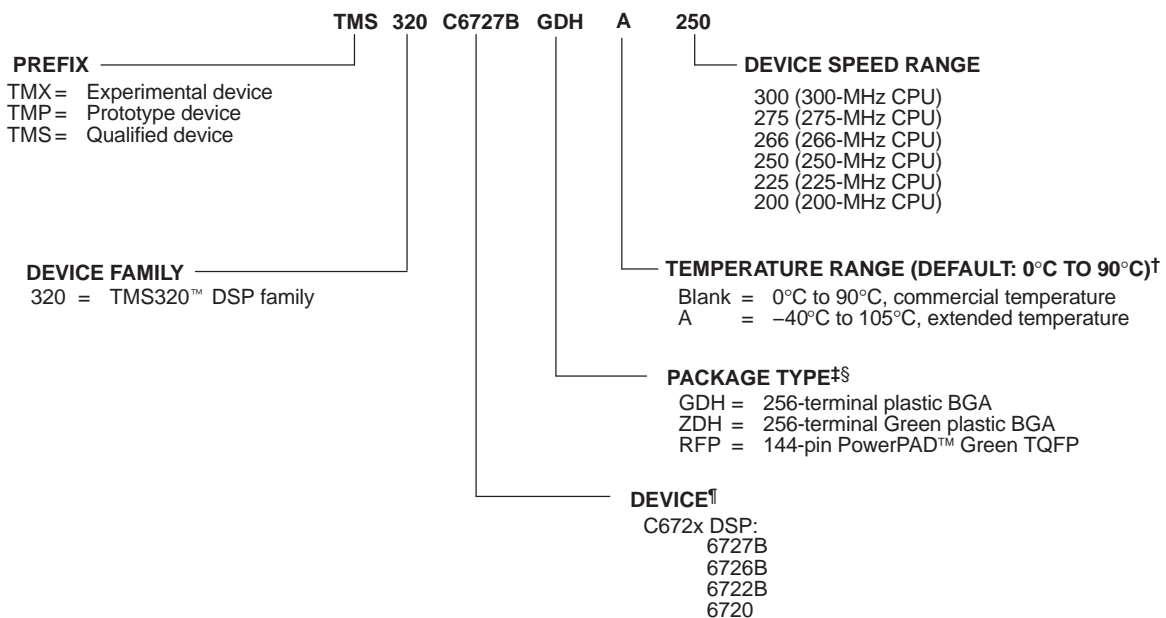 TMS 320 C6727B GDH A 250
PREFIX
TMX = Experimental device
TMP = Prototype device
TMS = Qualified device
DEVICE SPEED RANGE
300 (300-MHz CPU)
275 (275-MHz CPU)
266 (266-MHz CPU)
250 (250-MHz CPU)
225 (225-MHz CPU)
200 (200-MHz CPU)
DEVICE FAMILY
320 = TMS320™ DSP family
TEMPERATURE RANGE (DEFAULT: 0°C TO 90°C)†
Blank = 0°C to 90°C, commercial temperature
A = −40°C to 105°C, extended temperature
PACKAGE TYPE‡§
GDH = 256-terminal plastic BGA
ZDH = 256-terminal Green plastic BGA
RFP = 144-pin PowerPAD™ Green TQFP
DEVICE¶
C672x DSP:
6727B
6726B
6722B
6720